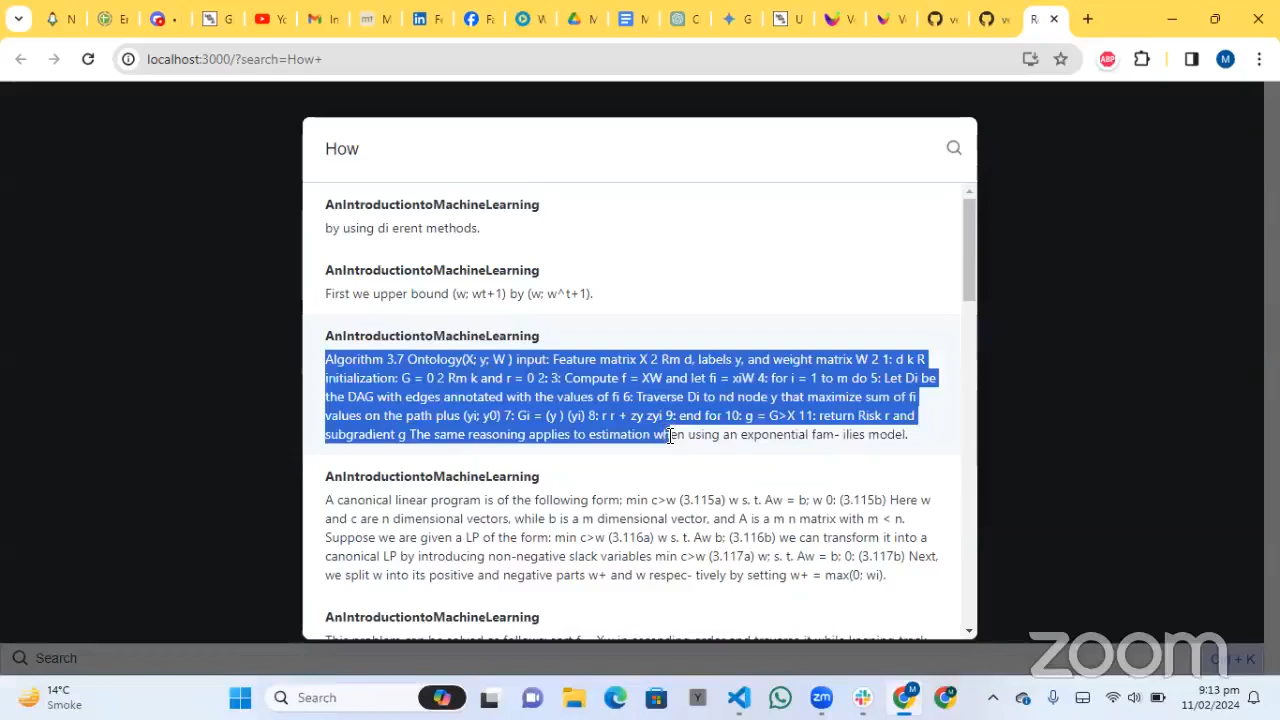 N
Er
G
Yo
In
mt
M
Fa
W
M
M
C
G
U
V
V
ve
ve
R
localhost:3000/?search=How+
ABP
M
How
AnIntroductiontoMachineLearning
by using di erent methods.
AnIntroductiontoMachineLearning
First we upper bound (w; wt+1) by (w; w^t+1).
AnIntroductiontoMachineLearning
Algorithm 3.7 Ontology(X; y; W ) input: Feature matrix X 2 Rm d, labels y, and weight matrix W 2 1: d k R
initialization: G = 0 2 Rm k and r = 0 2: 3: Compute f = XW and let fi = xiW 4: for i = 1 to m do 5: Let Di be
the DAG with edges annotated with the values of fi 6: Traverse Di to nd node y that maximize sum of fi
values on the path plus (yi; y0) 7: Gi = (y ) (yi) 8: r r + zy zyi 9: end for 10: g = G>X 11: return Risk r and
subgradient g The same reasoning applies to estimation when using an exponential fam- ilies model.
AnIntroductiontoMachineLearning
A canonical linear program is of the following form; min c>w (3.115a) w s. t. Aw = b; w 0: (3.115b) Here w
and c are n dimensional vectors, while b is a m dimensional vector, and A is a m n matrix with m < n.
Suppose we are given a LP of the form: min c>w (3.116a) w s. t. Aw b; (3.116b) we can transform it into a
canonical LP by introducing non-negative slack variables min c>w (3.117a) w; s. t. Aw = b; 0: (3.117b) Next,
we split w into its positive and negative parts w+ and w respec- tively by setting w+ = max(0; wi).
AnIntroductiontoMachineLearning
Search
Ctrl + K
zoom
14°C
Smoke
Search
9:13 pm
11/02/2024